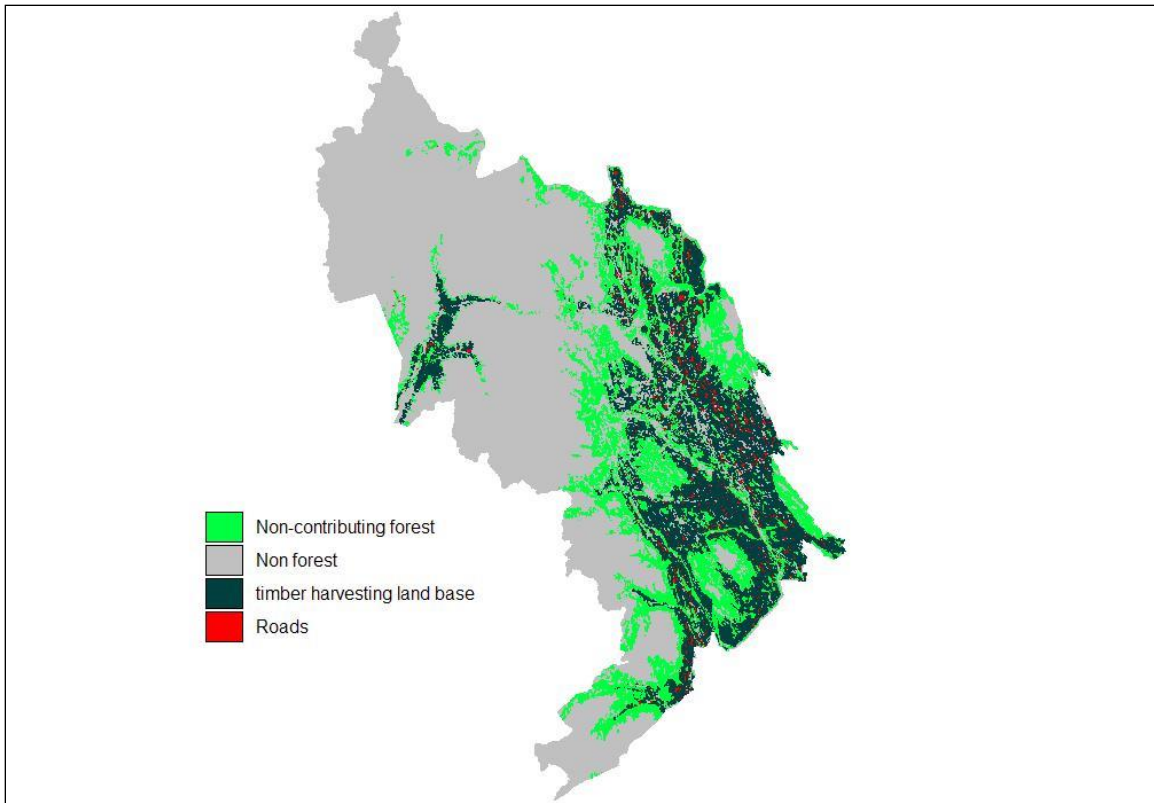 Non-contributing forest
Non forest
timber harvesting land base
Roads